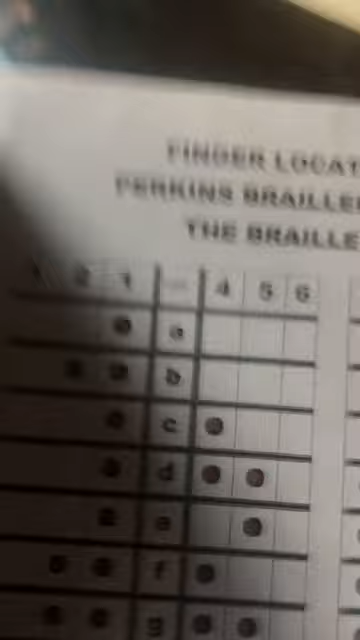 FINGER LOCAT
PERKINS BRAILLE
THE BRAILLE
3 2 1 4 5 6
a
b
c
d
e
f
g